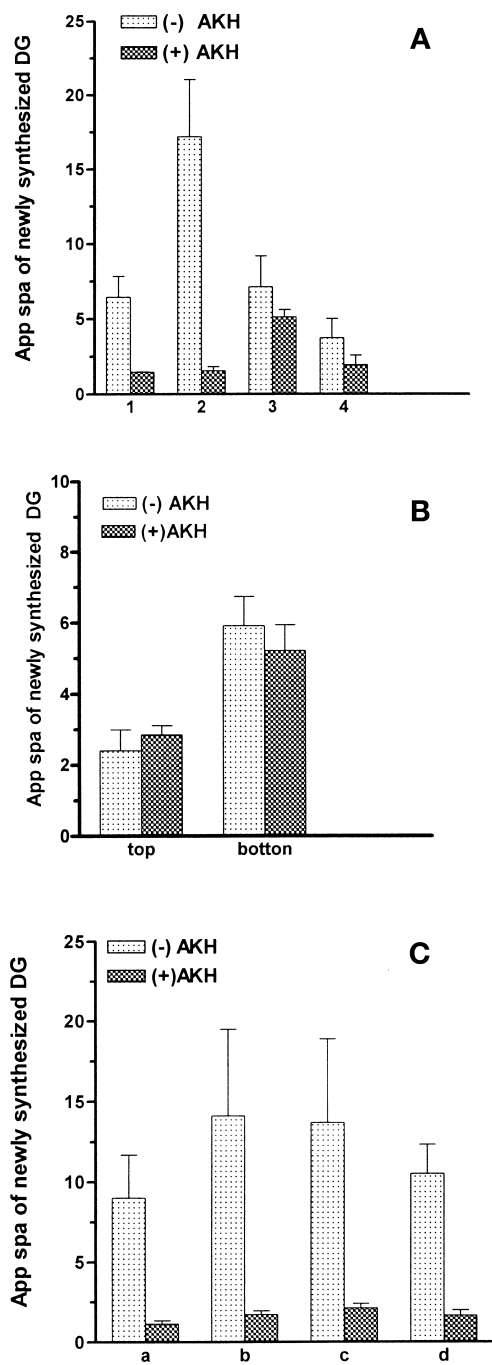 App spa of newly synthesized DG
25
20
15
10
5
0
(-) AKH
(+) AKH
A
1 2 3 4
App spa of newly synthesized DG
10
8
6
4
2
0
(-) AKH
(+)AKH
B
top botton
App spa of newly synthesized DG
25
20
15
10
5
0
(-) AKH
(+)AKH
C
a b c d